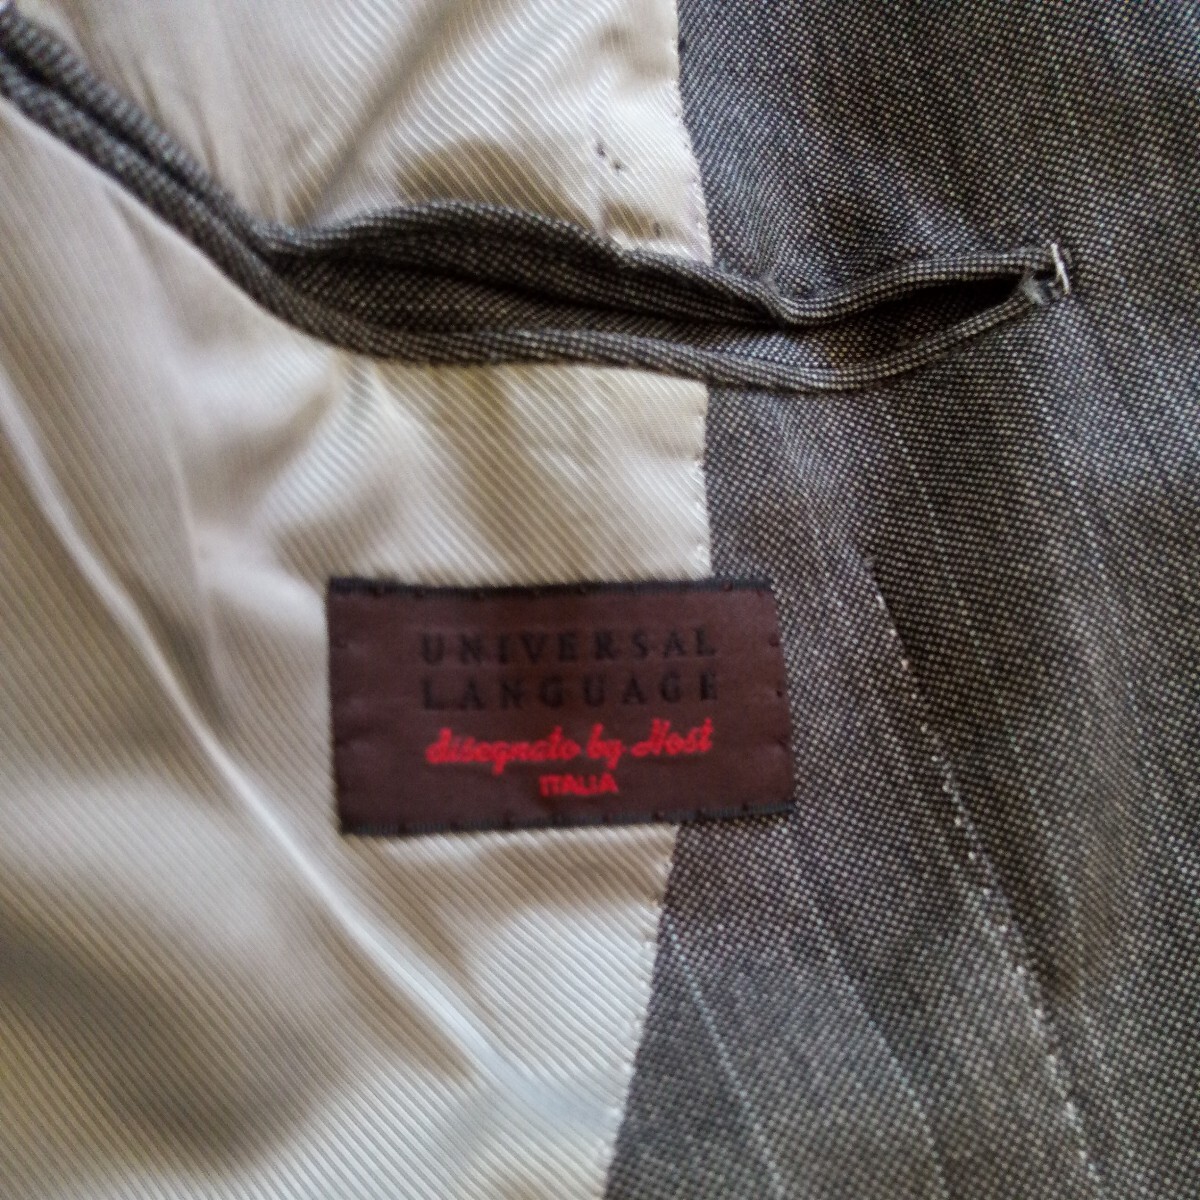 UNIVERSAL
LANGUAGE
disegnato by Host
ITALIA